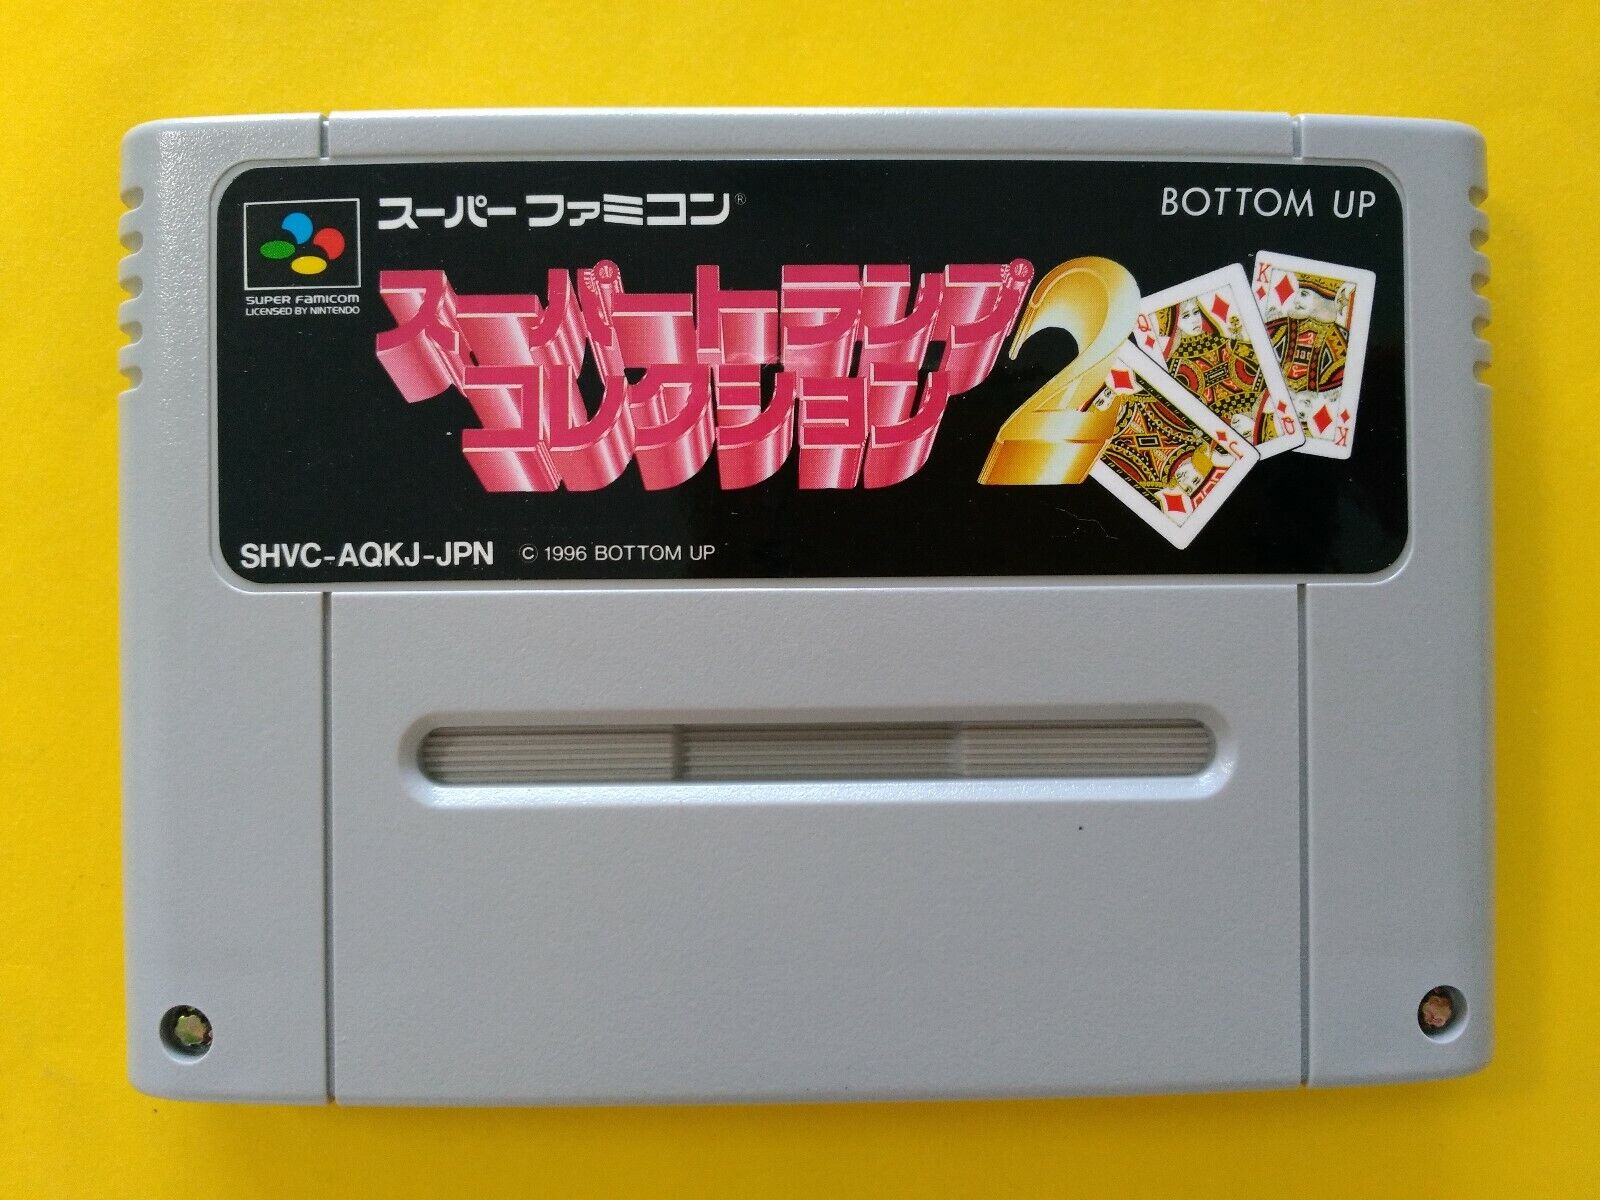 スーパーファミコン®
BOTTOM UP
SUPER FAMICOM
LICENSED BY NINTENDO
スーパートランプ
コレクション2
K
K
Q
Q
J
SHVC-AQKJ-JPN
© 1996 BOTTOM UP